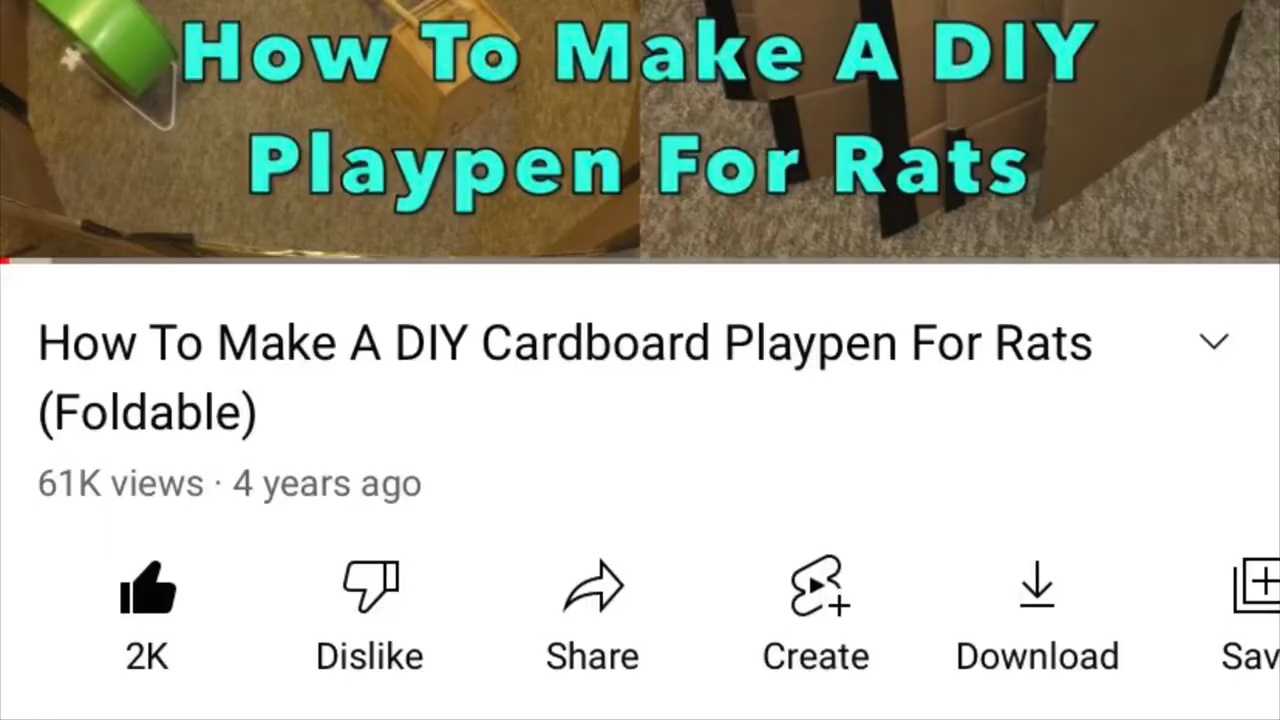 How To Make A DIY
Playpen For Rats
How To Make A DIY Cardboard Playpen For Rats
(Foldable)
61K views · 4 years ago
2K
Dislike
Share
Create
Download
Sav